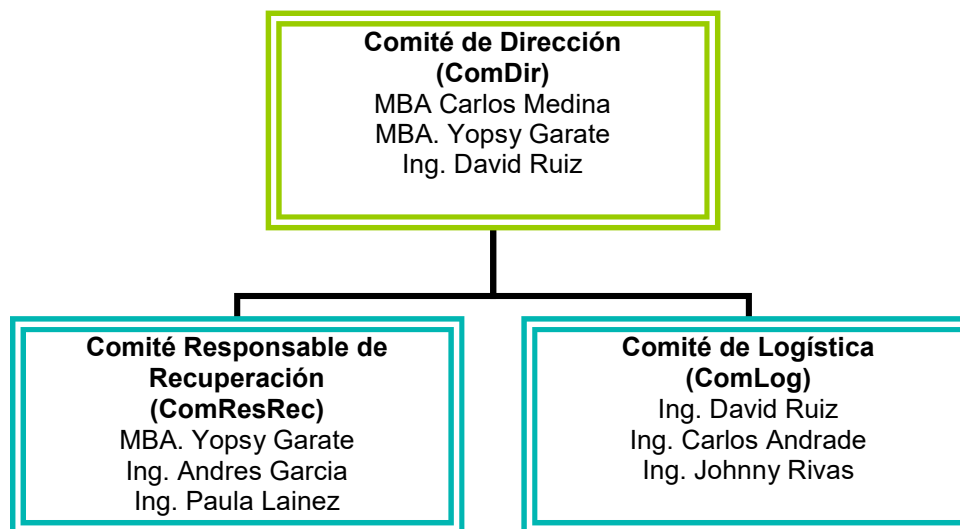 Comité de Dirección
(ComDir)
MBA Carlos Medina
MBA. Yopsy Garate
Ing. David Ruiz
Comité Responsable de
Recuperación
(ComResRec)
MBA. Yopsy Garate
Ing. Andres Garcia
Ing. Paula Lainez
Comité de Logística
(ComLog)
Ing. David Ruiz
Ing. Carlos Andrade
Ing. Johnny Rivas